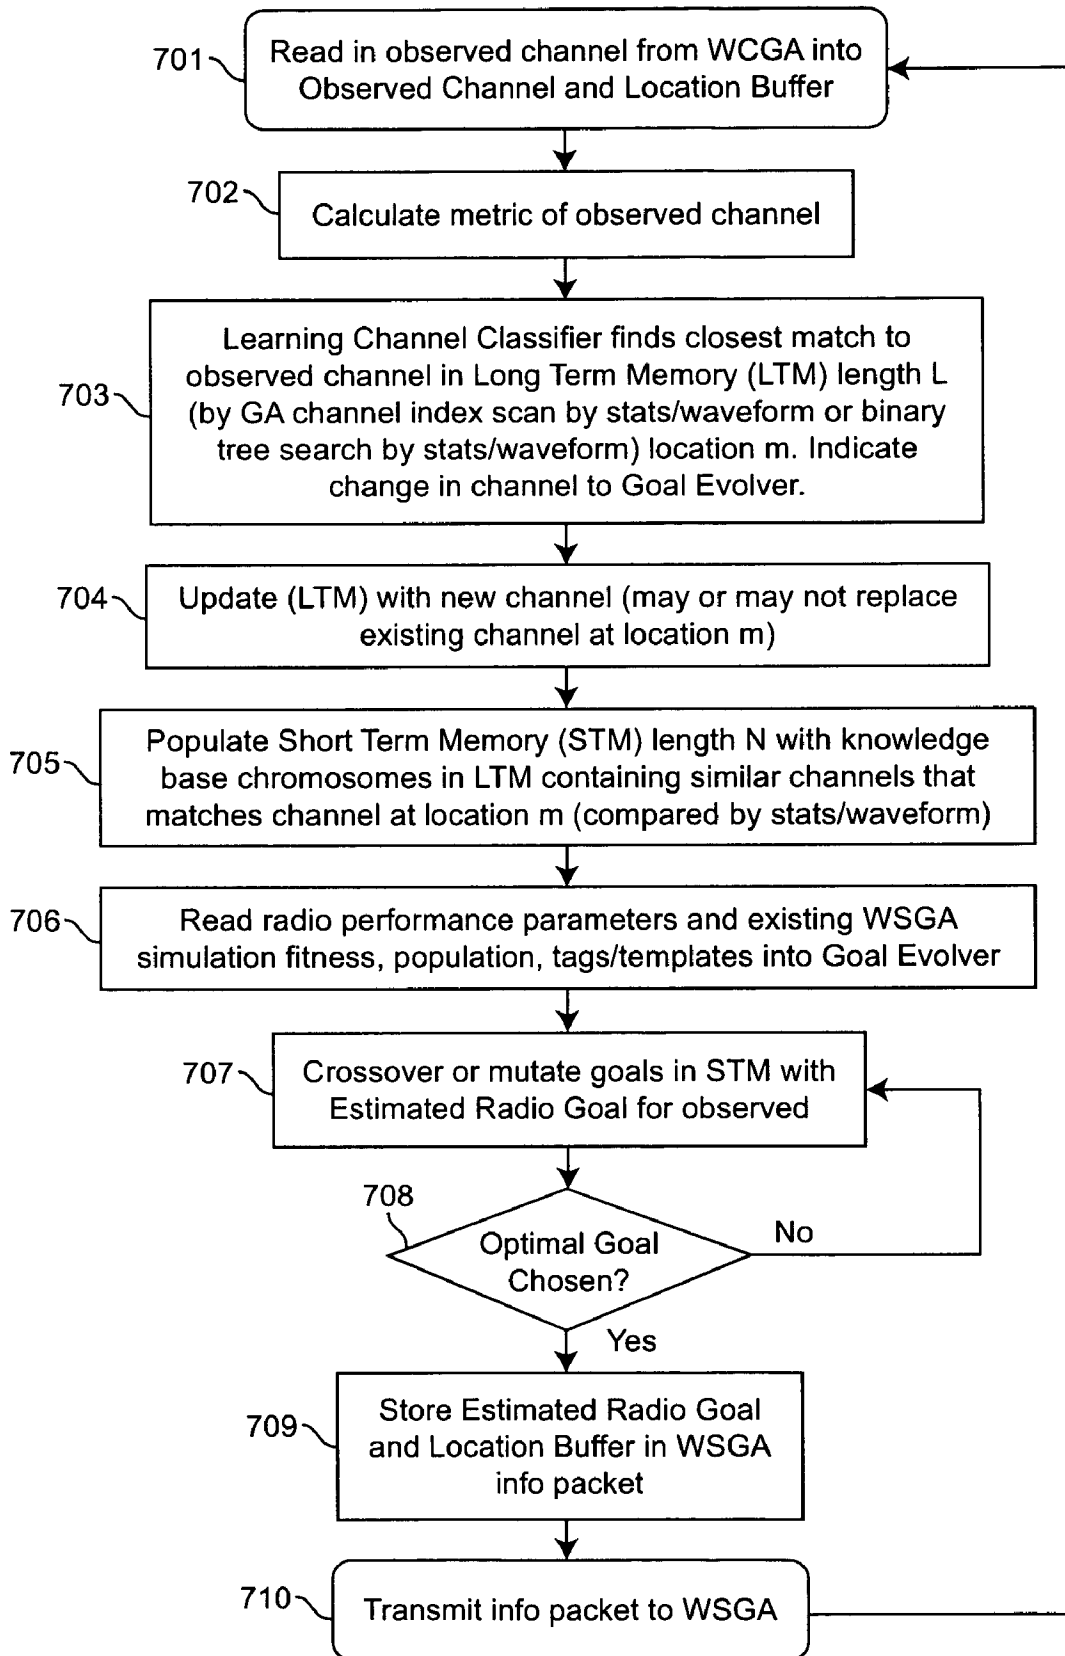 701
Read in observed channel from WCGA into
Observed Channel and Location Buffer
702
Calculate metric of observed channel
703
Learning Channel Classifier finds closest match to
observed channel in Long Term Memory (LTM) length L
(by GA channel index scan by stats/waveform or binary
tree search by stats/waveform) location m. Indicate
change in channel to Goal Evolver.
704
Update (LTM) with new channel (may or may not replace
existing channel at location m)
705
Populate Short Term Memory (STM) length N with knowledge
base chromosomes in LTM containing similar channels that
matches channel at location m (compared by stats/waveform)
706
Read radio performance parameters and existing WSGA
simulation fitness, population, tags/templates into Goal Evolver
707
Crossover or mutate goals in STM with
Estimated Radio Goal for observed
708
Optimal Goal
Chosen?
No
Yes
709
Store Estimated Radio Goal
and Location Buffer in WSGA
info packet
710
Transmit info packet to WSGA